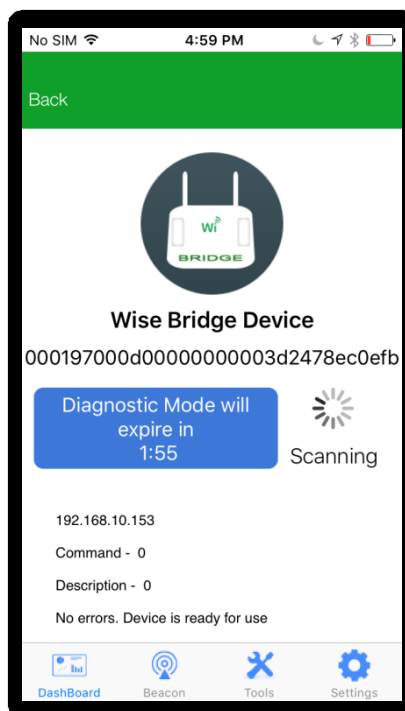 No SIM 4:59 PM
Back
Wi
BRIDGE
Wise Bridge Device
000197000d00000000003d2478ec0efb
Diagnostic Mode will
expire in
1:55
Scanning
192.168.10.153
Command - 0
Description - 0
No errors. Device is ready for use
DashBoard Beacon Tools Settings